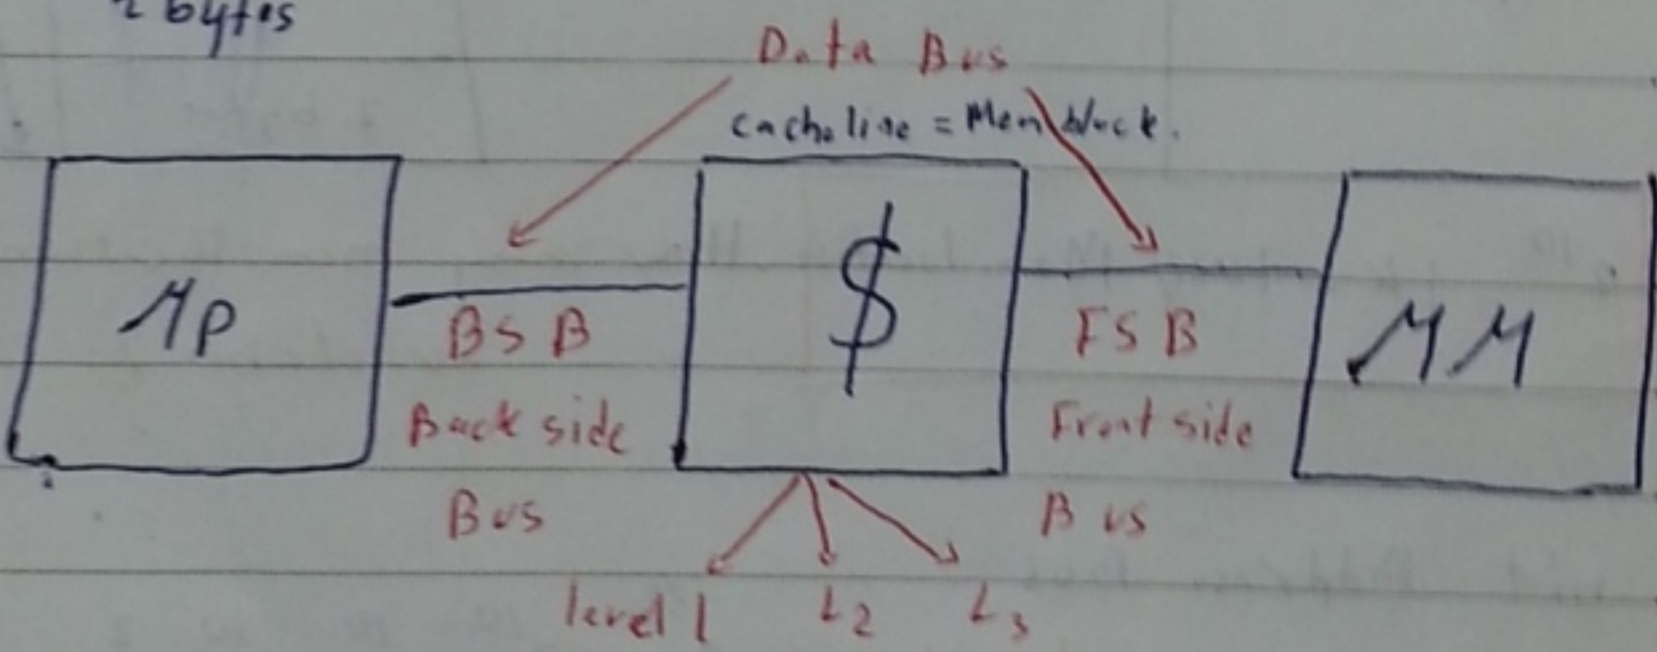 2 bytes
Data Bus
cache line = Mem block.
MP
$
MM
BSB
FSB
Back side
Front side
Bus
Bus
level 1 L2 L3